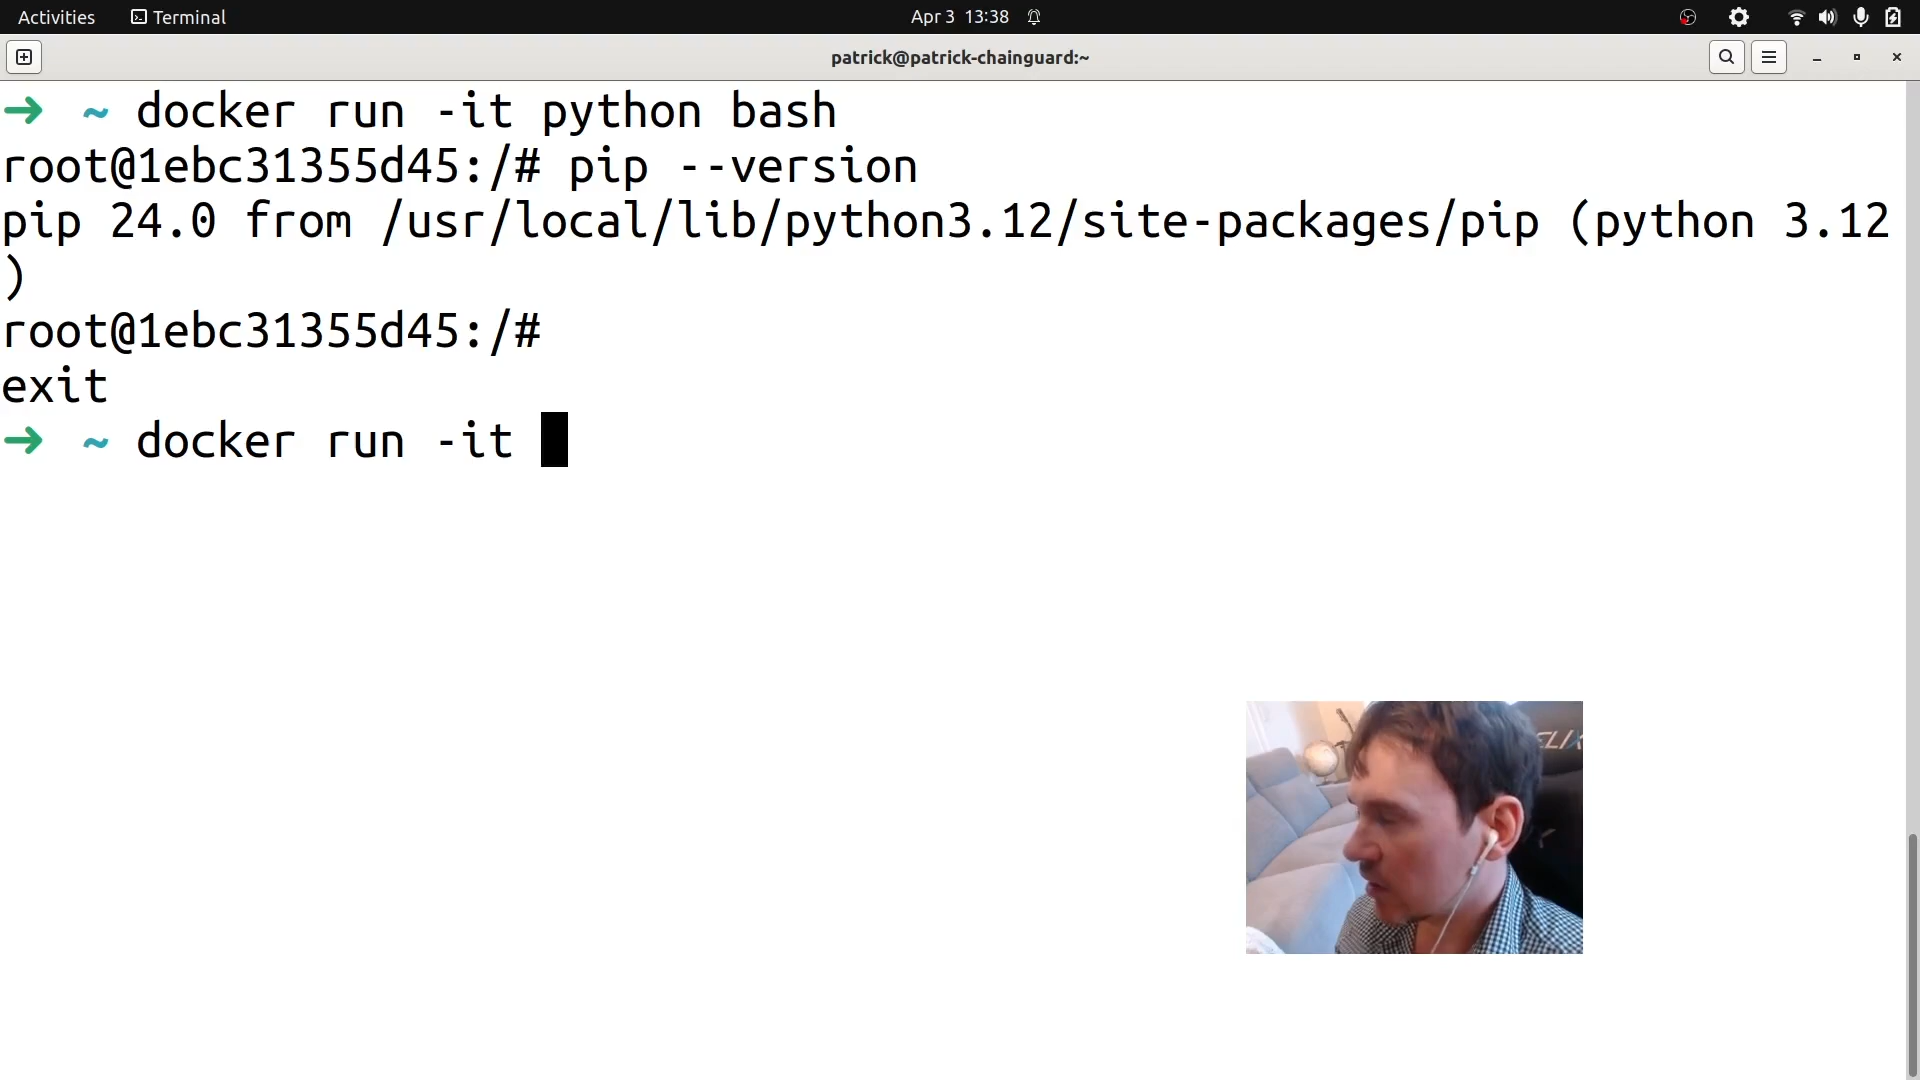 Activities Terminal Apr 3 13:38
patrick@patrick-chainguard:~
➜ ~ docker run -it python bash
root@1ebc31355d45:/# pip --version
pip 24.0 from /usr/local/lib/python3.12/site-packages/pip (python 3.12
)
root@1ebc31355d45:/#
exit
➜ ~ docker run -it
ELIX